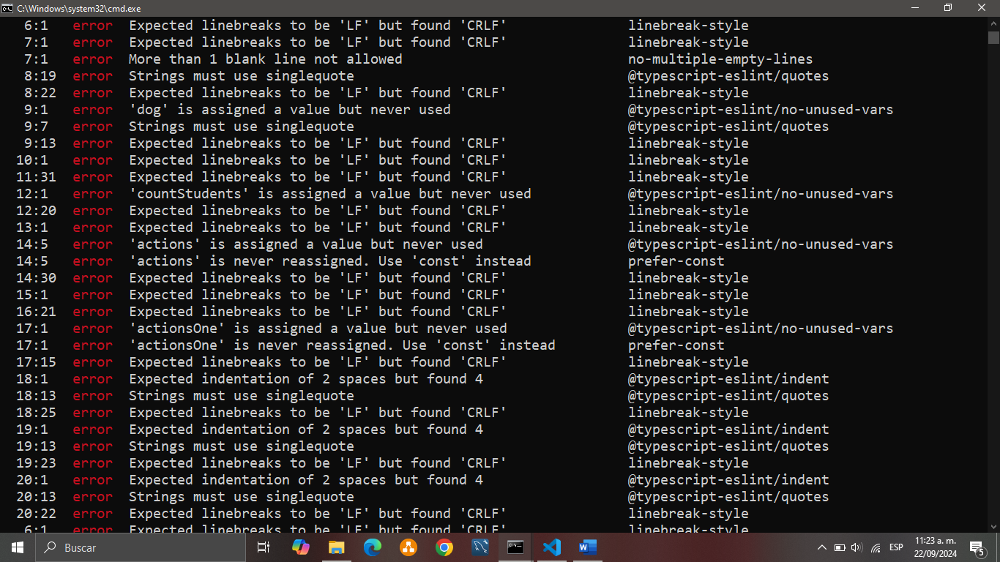 C:\Windows\system32\cmd.exe
6:1 error Expected linebreaks to be 'LF' but found 'CRLF' linebreak-style
7:1 error Expected linebreaks to be 'LF' but found 'CRLF' linebreak-style
7:1 error More than 1 blank line not allowed no-multiple-empty-lines
8:19 error Strings must use singlequote @typescript-eslint/quotes
8:22 error Expected linebreaks to be 'LF' but found 'CRLF' linebreak-style
9:1 error 'dog' is assigned a value but never used @typescript-eslint/no-unused-vars
9:7 error Strings must use singlequote @typescript-eslint/quotes
9:13 error Expected linebreaks to be 'LF' but found 'CRLF' linebreak-style
10:1 error Expected linebreaks to be 'LF' but found 'CRLF' linebreak-style
11:31 error Expected linebreaks to be 'LF' but found 'CRLF' linebreak-style
12:1 error 'countStudents' is assigned a value but never used @typescript-eslint/no-unused-vars
12:20 error Expected linebreaks to be 'LF' but found 'CRLF' linebreak-style
13:1 error Expected linebreaks to be 'LF' but found 'CRLF' linebreak-style
14:5 error 'actions' is assigned a value but never used @typescript-eslint/no-unused-vars
14:5 error 'actions' is never reassigned. Use 'const' instead prefer-const
14:30 error Expected linebreaks to be 'LF' but found 'CRLF' linebreak-style
15:1 error Expected linebreaks to be 'LF' but found 'CRLF' linebreak-style
16:21 error Expected linebreaks to be 'LF' but found 'CRLF' linebreak-style
17:1 error 'actionsOne' is assigned a value but never used @typescript-eslint/no-unused-vars
17:1 error 'actionsOne' is never reassigned. Use 'const' instead prefer-const
17:15 error Expected linebreaks to be 'LF' but found 'CRLF' linebreak-style
18:1 error Expected indentation of 2 spaces but found 4 @typescript-eslint/indent
18:13 error Strings must use singlequote @typescript-eslint/quotes
18:25 error Expected linebreaks to be 'LF' but found 'CRLF' linebreak-style
19:1 error Expected indentation of 2 spaces but found 4 @typescript-eslint/indent
19:13 error Strings must use singlequote @typescript-eslint/quotes
19:23 error Expected linebreaks to be 'LF' but found 'CRLF' linebreak-style
20:1 error Expected indentation of 2 spaces but found 4 @typescript-eslint/indent
20:13 error Strings must use singlequote @typescript-eslint/quotes
20:22 error Expected linebreaks to be 'LF' but found 'CRLF' linebreak-style
6:1 error Expected linebreaks to be 'LF' but found 'CRLF' linebreak-style
Buscar
ESP
11:23 a. m.
22/09/2024
5